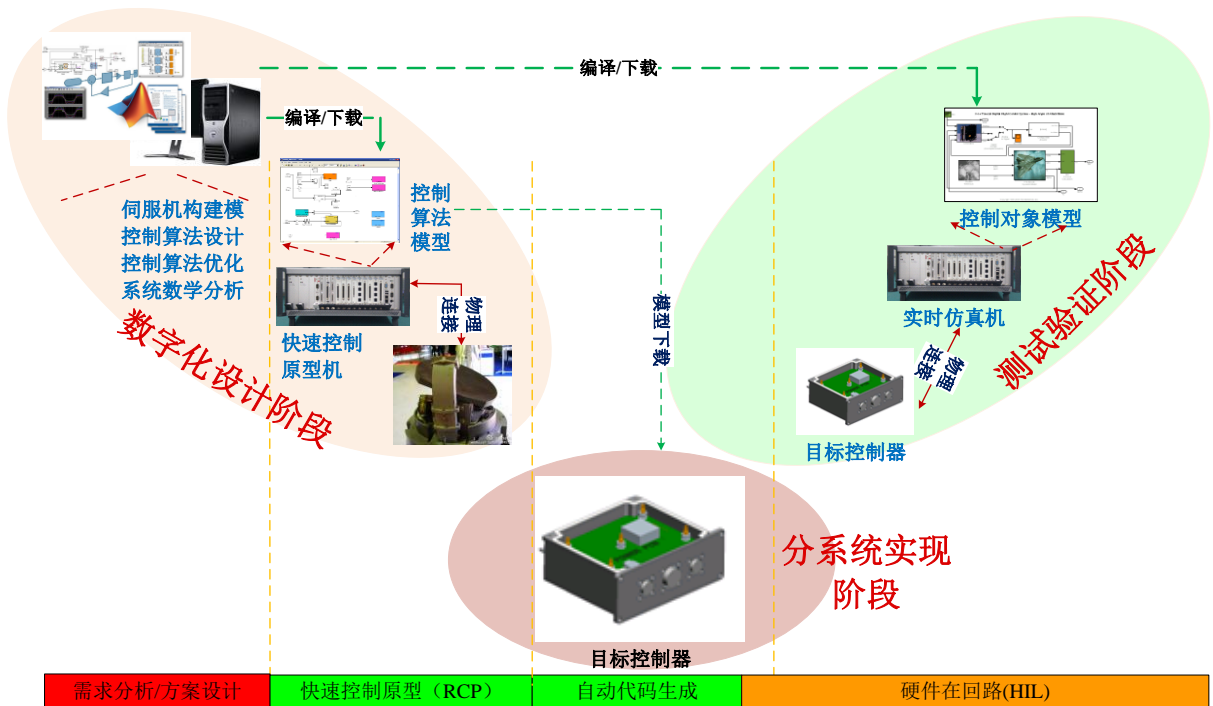 编译/下载
编译/下载
伺服机构建模
控制算法设计
控制算法优化
系统数学分析
控制
算法
模型
快速控制
原型机
物理
连接
数字化设计阶段
模型下载
控制对象模型
实时仿真机
物理
连接
目标控制器
测试验证阶段
分系统实现
阶段
目标控制器
需求分析/方案设计
快速控制原型（RCP）
自动代码生成
硬件在回路(HIL)